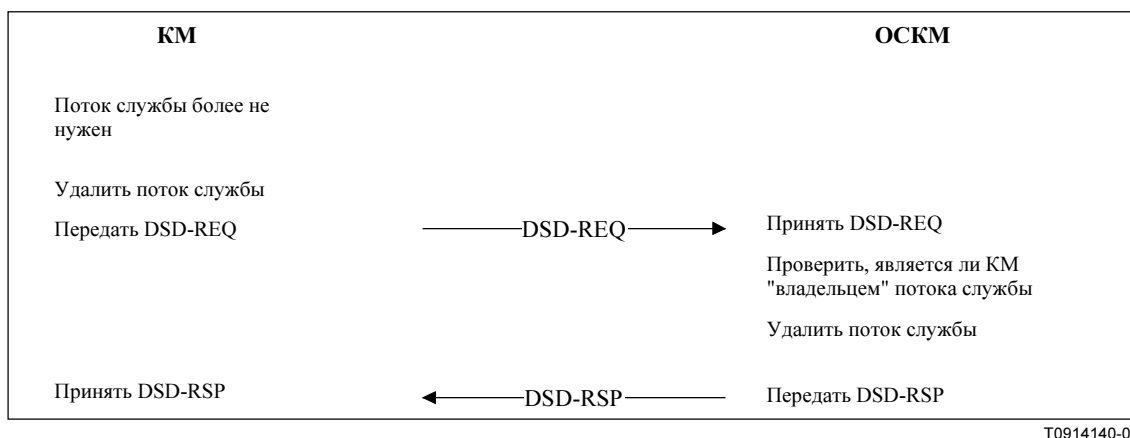 КМ
ОСКМ
Поток службы более не
нужен
Удалить поток службы
Передать DSD-REQ
DSD-REQ
Принять DSD-REQ
Проверить, является ли КМ
"владельцем" потока службы
Удалить поток службы
Принять DSD-RSP
DSD-RSP
Передать DSD-RSP
T0914140-0